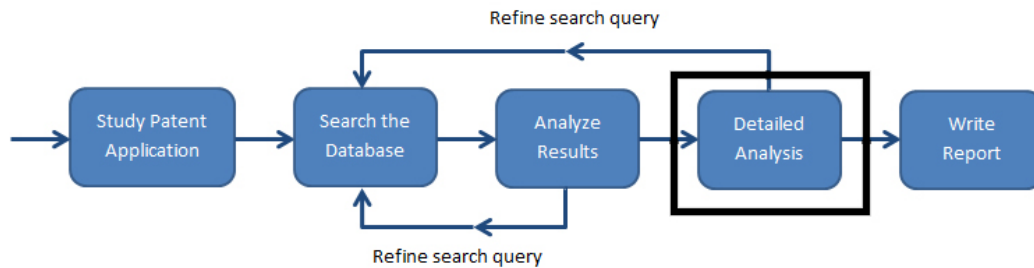 Refine search query
Study Patent
Application
Search the
Database
Analyze
Results
Detailed
Analysis
Write
Report
Refine search query